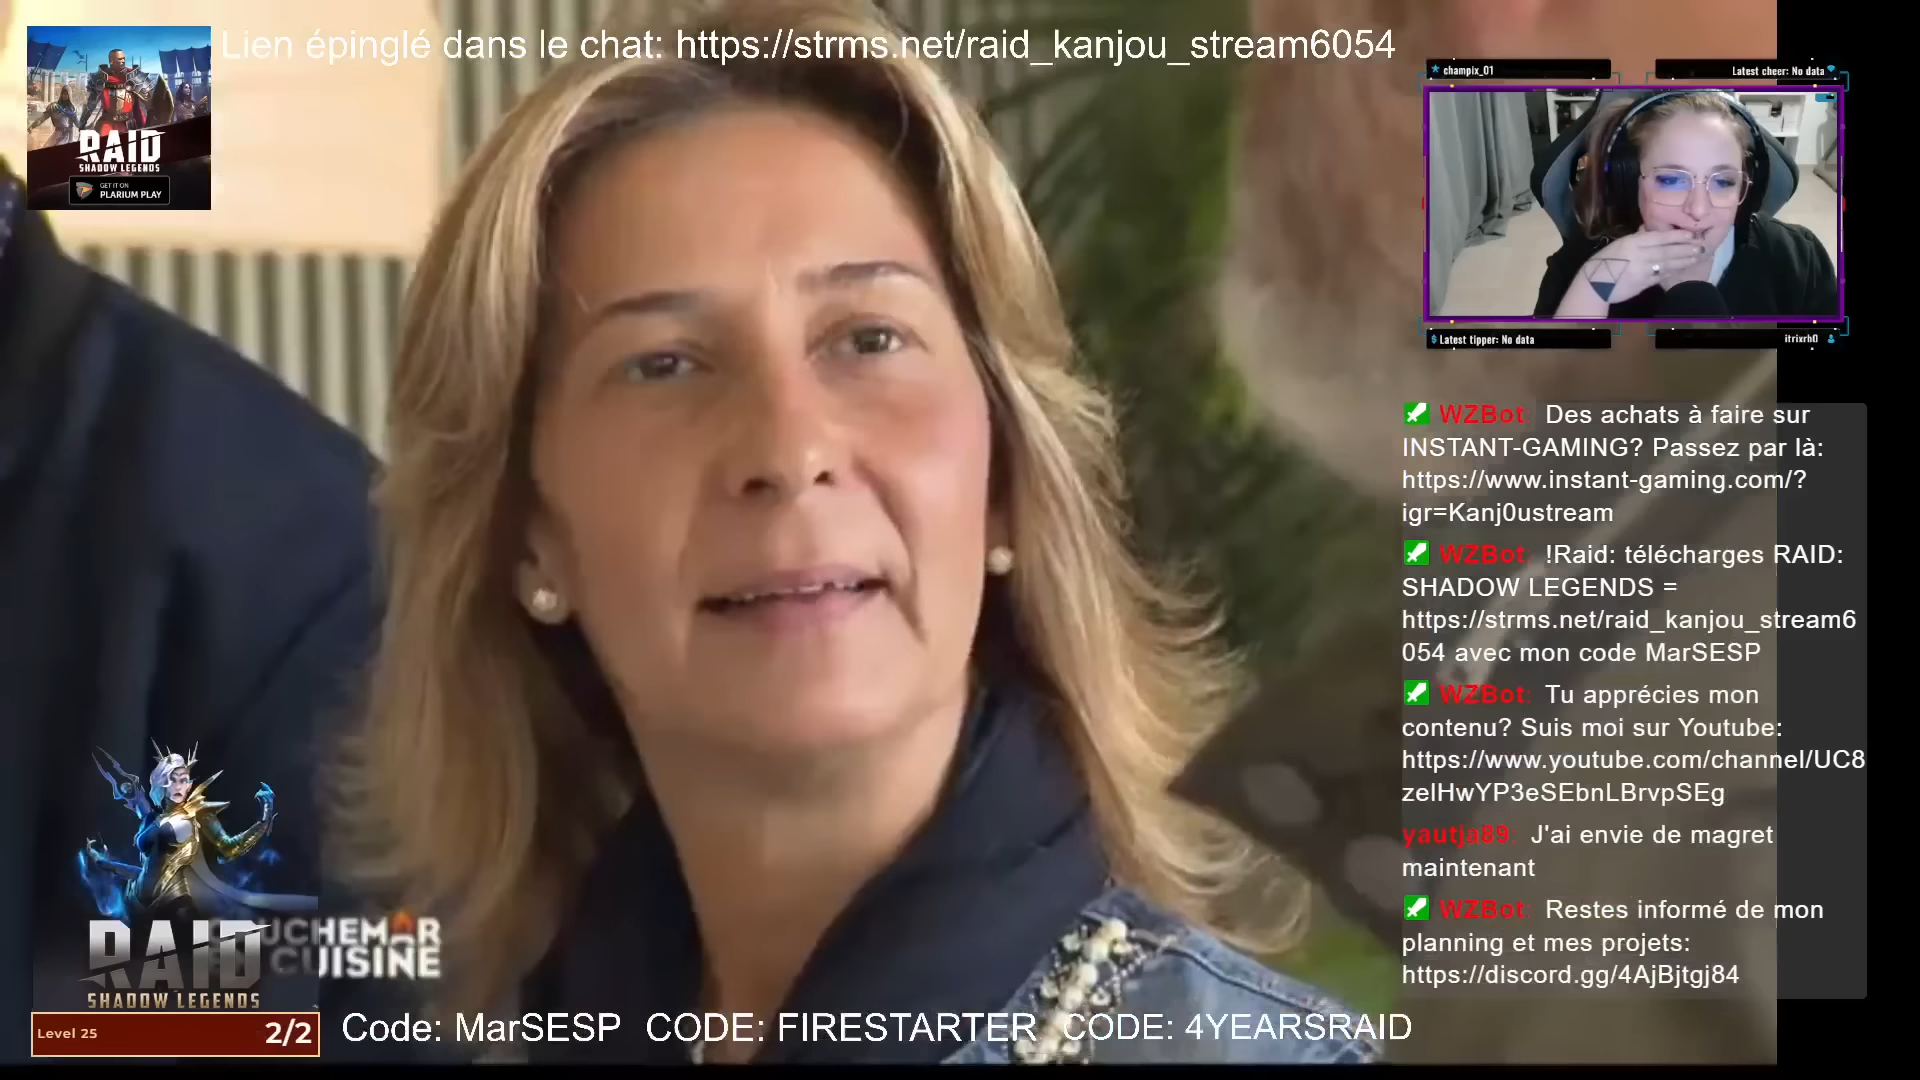 Lien épinglé dans le chat: https://strms.net/raid_kanjou_stream6054
RAID
SHADOW LEGENDS
GET IT ON
PLARIUM PLAY
champix_01
Latest cheer: No data
$ Latest tipper: No data
itrixrh0
WZBot: Des achats à faire sur
INSTANT-GAMING? Passez par là:
https://www.instant-gaming.com/?
igr=Kanj0ustream
WZBot: !Raid: télécharges RAID:
SHADOW LEGENDS =
https://strms.net/raid_kanjou_stream6
054 avec mon code MarSESP
WZBot: Tu apprécies mon
contenu? Suis moi sur Youtube:
https://www.youtube.com/channel/UC8
zelHwYP3eSEbnLBrvpSEg
yautja89: J'ai envie de magret
maintenant
WZBot: Restes informé de mon
planning et mes projets:
https://discord.gg/4AjBjtgj84
RAID
SHADOW LEGENDS
CUISINE
Level 25
2/2
Code: MarSESP CODE: FIRESTARTER CODE: 4YEARSRAID